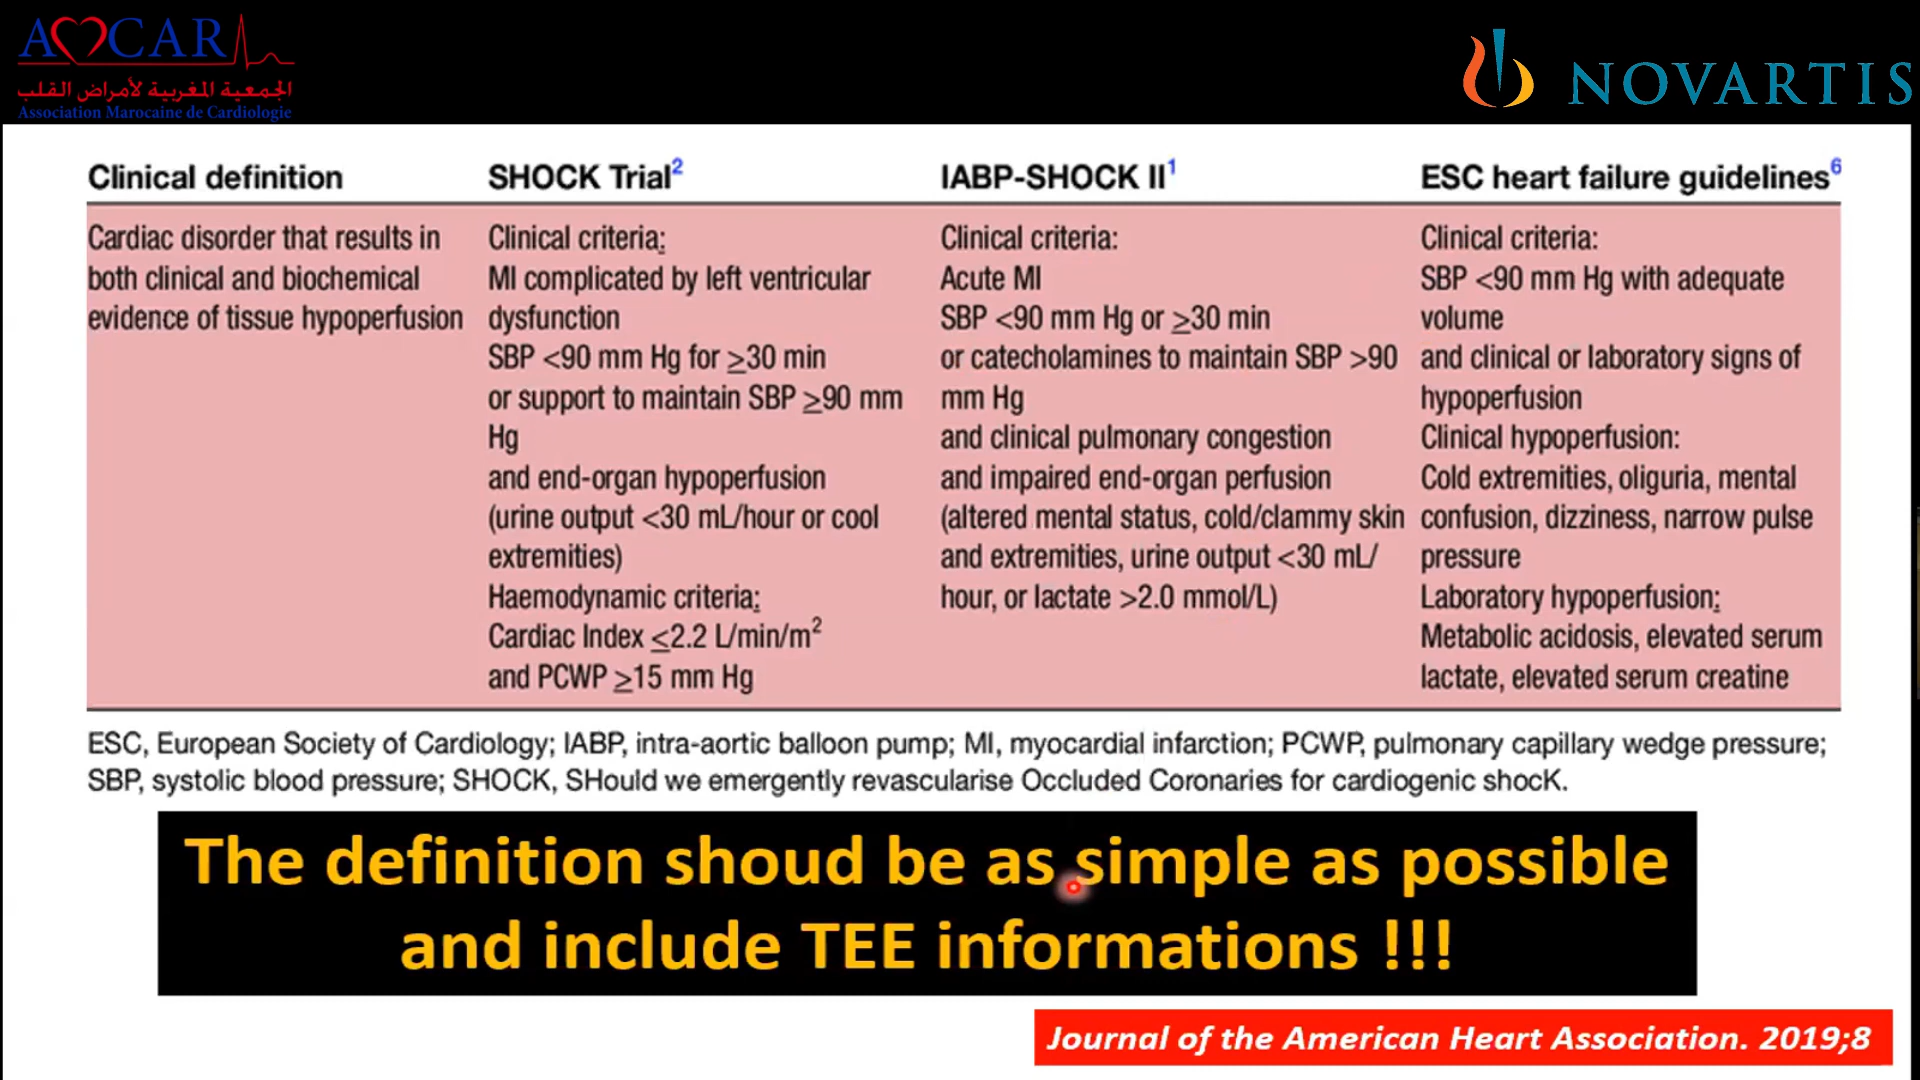 AMCAR
الجمعية المغربية لأمراض القلب
Association Marocaine de Cardiologie
NOVARTIS
Clinical definition
Cardiac disorder that results in
both clinical and biochemical
evidence of tissue hypoperfusion
SHOCK Trial2
Clinical criteria:
MI complicated by left ventricular
dysfunction
SBP <90 mm Hg for ≥30 min
or support to maintain SBP ≥90 mm
Hg
and end-organ hypoperfusion
(urine output <30 mL/hour or cool
extremities)
Haemodynamic criteria:
Cardiac Index ≤2.2 L/min/m2
and PCWP ≥15 mm Hg
IABP-SHOCK II1
Clinical criteria:
Acute MI
SBP <90 mm Hg or ≥30 min
or catecholamines to maintain SBP >90
mm Hg
and clinical pulmonary congestion
and impaired end-organ perfusion
(altered mental status, cold/clammy skin
and extremities, urine output <30 mL/
hour, or lactate >2.0 mmol/L)
ESC heart failure guidelines6
Clinical criteria:
SBP <90 mm Hg with adequate
volume
and clinical or laboratory signs of
hypoperfusion
Clinical hypoperfusion:
Cold extremities, oliguria, mental
confusion, dizziness, narrow pulse
pressure
Laboratory hypoperfusion:
Metabolic acidosis, elevated serum
lactate, elevated serum creatine
ESC, European Society of Cardiology; IABP, intra-aortic balloon pump; MI, myocardial infarction; PCWP, pulmonary capillary wedge pressure;
SBP, systolic blood pressure; SHOCK, SHould we emergently revascularise Occluded Coronaries for cardiogenic shocK.
The definition shoud be as simple as possible
and include TEE informations !!!
Journal of the American Heart Association. 2019;8